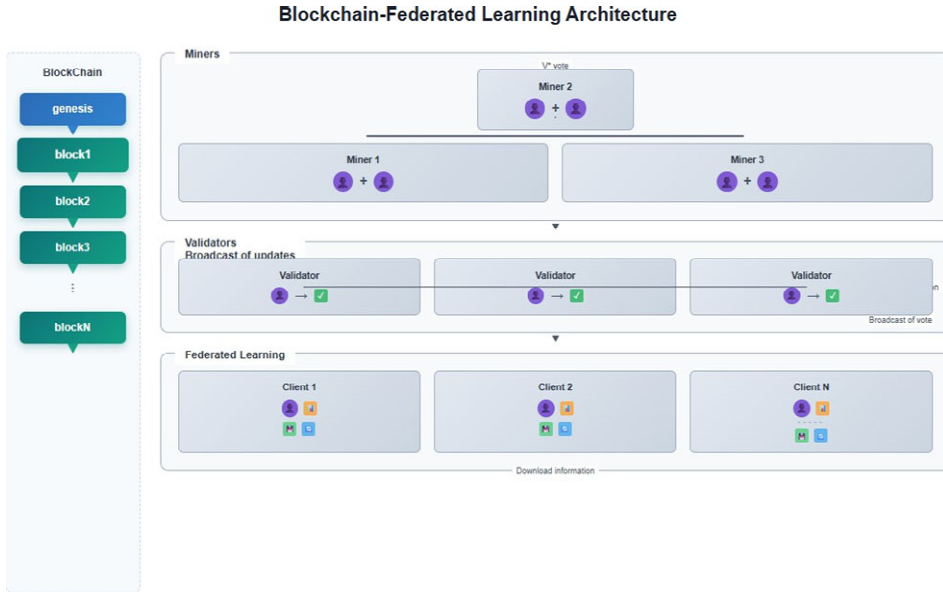 Blockchain-Federated Learning Architecture
BlockChain
genesis
block1
block2
block3
⋮
blockN
Miners
V* vote
Miner 2
+
Miner 1
+
Miner 3
+
Validators
Broadcast of updates
Validator
→
Validator
→
Validator
→
Broadcast of vote
Federated Learning
Client 1
Client 2
Client N
Download information